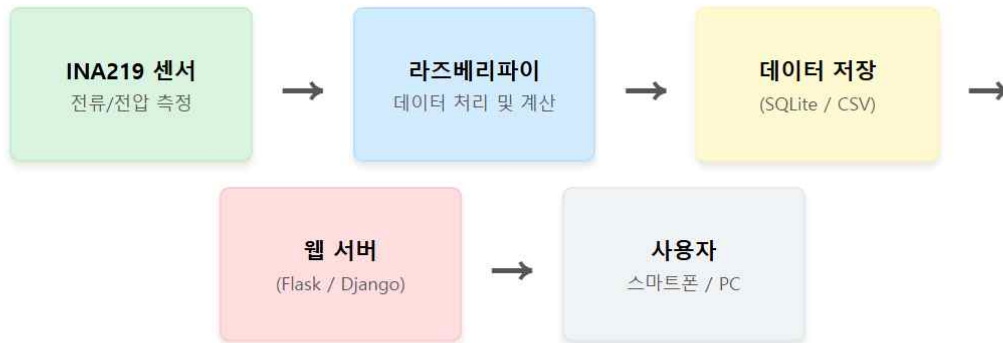 INA219 센서
전류/전압 측정
→
라즈베리파이
데이터 처리 및 계산
→
데이터 저장
(SQLite / CSV)
→
웹 서버
(Flask / Django)
→
사용자
스마트폰 / PC